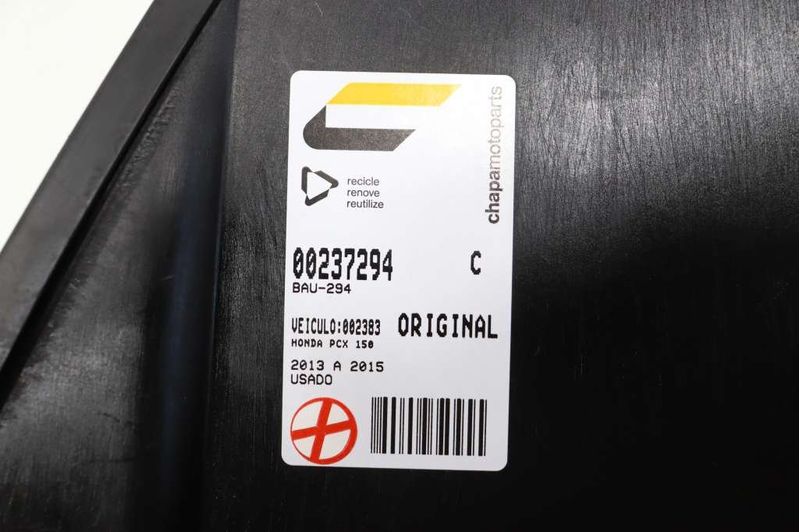 chapamotoparts
recicle
renove
reutilize
00237294 C
BAU-294
VEICULO:002383 ORIGINAL
HONDA PCX 150
2013 A 2015
USADO